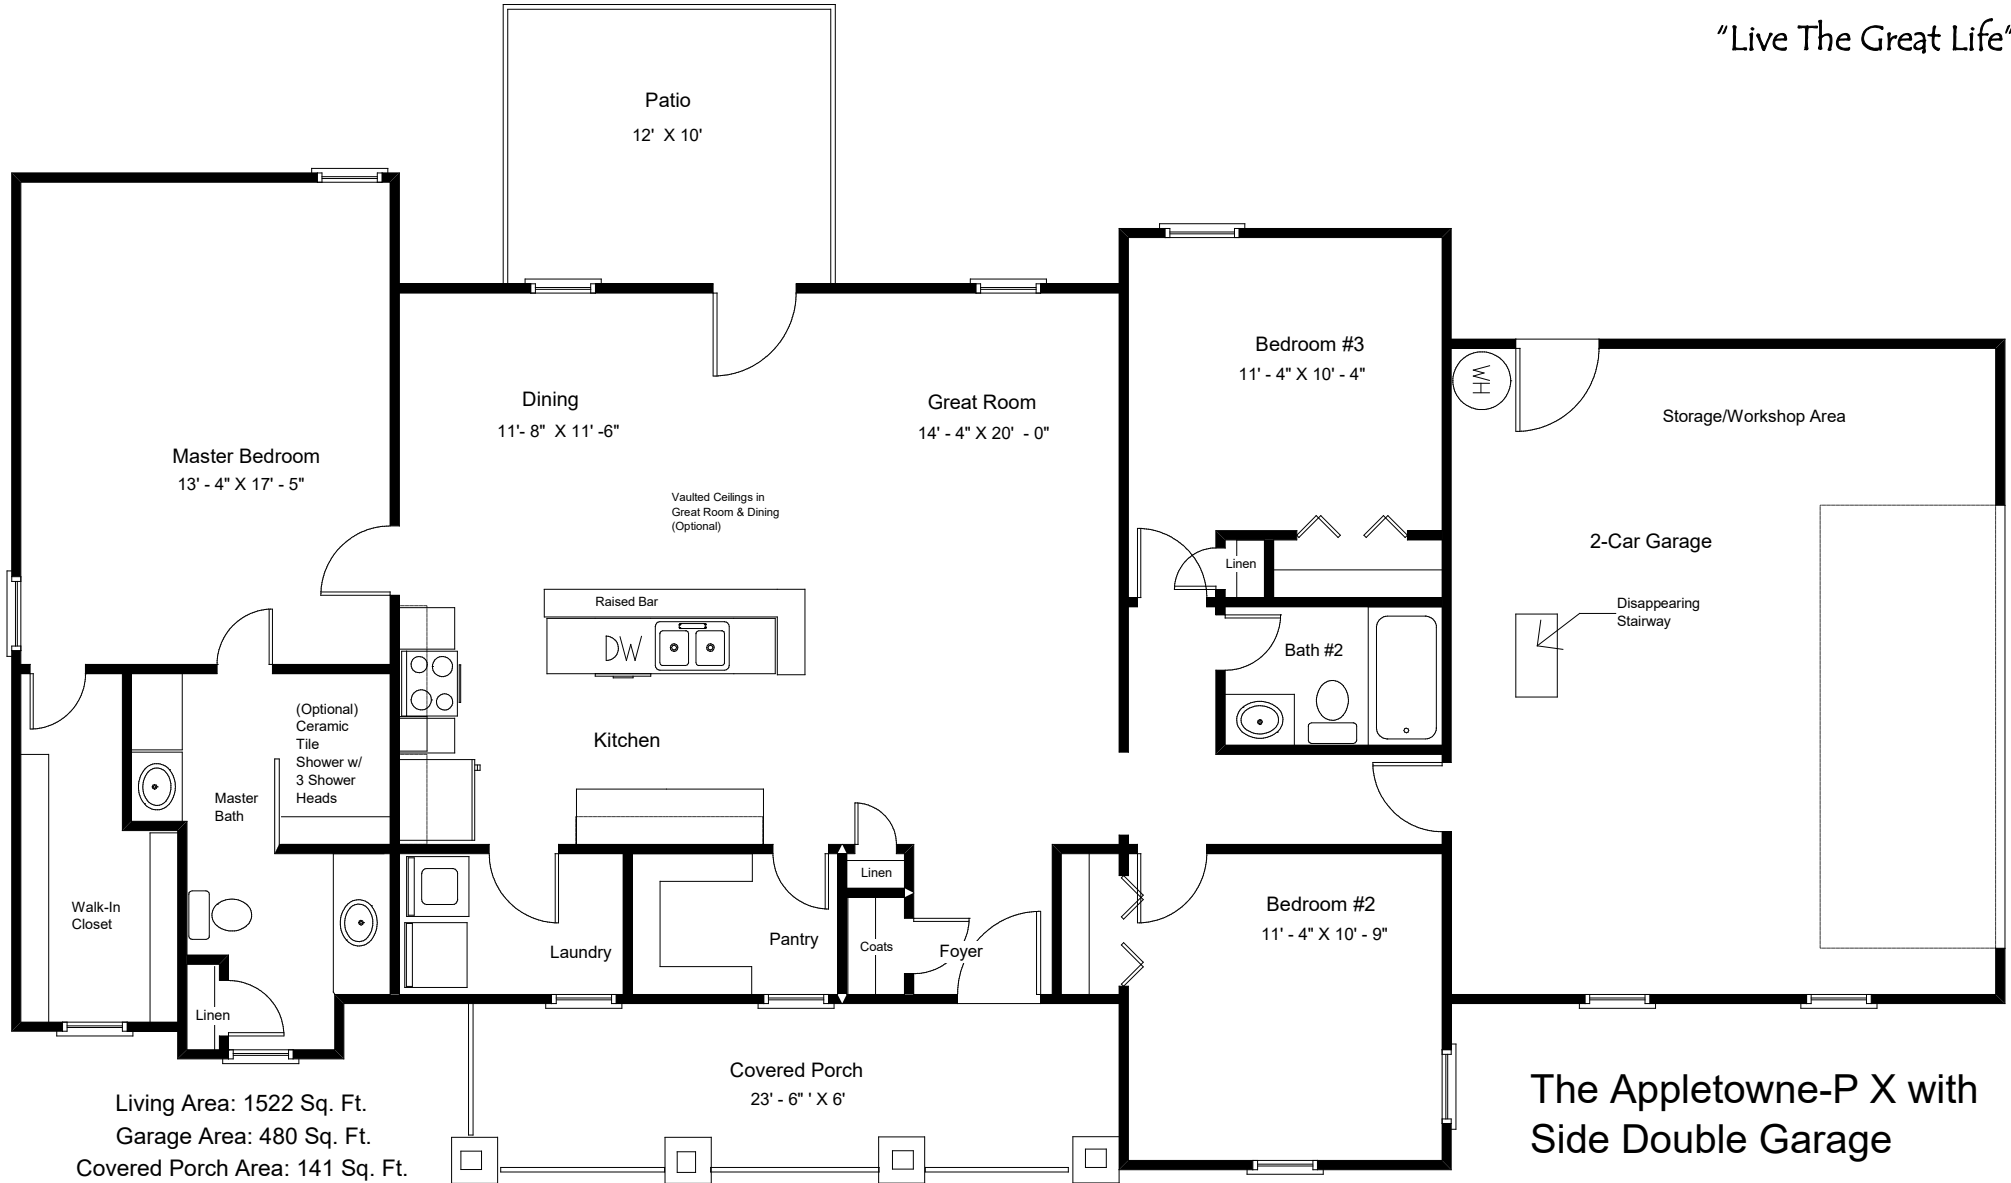 "Live The Great Life"
Patio
12' X 10'
Bedroom #3
11' - 4" X 10' - 4"
WH
Storage/Workshop Area
Dining
11'- 8" X 11' -6"
Great Room
14' - 4" X 20' - 0"
Master Bedroom
13' - 4" X 17' - 5"
Vaulted Ceilings in
Great Room & Dining
(Optional)
2-Car Garage
Linen
Raised Bar
DW
Disappearing
Stairway
Bath #2
(Optional)
Ceramic
Tile
Shower w/
3 Shower
Heads
Kitchen
Master
Bath
Linen
Walk-In
Closet
Laundry
Pantry
Coats
Foyer
Bedroom #2
11' - 4" X 10' - 9"
Linen
Covered Porch
23' - 6" ' X 6'
Living Area: 1522 Sq. Ft.
Garage Area: 480 Sq. Ft.
Covered Porch Area: 141 Sq. Ft.
The Appletowne-P X with
Side Double Garage